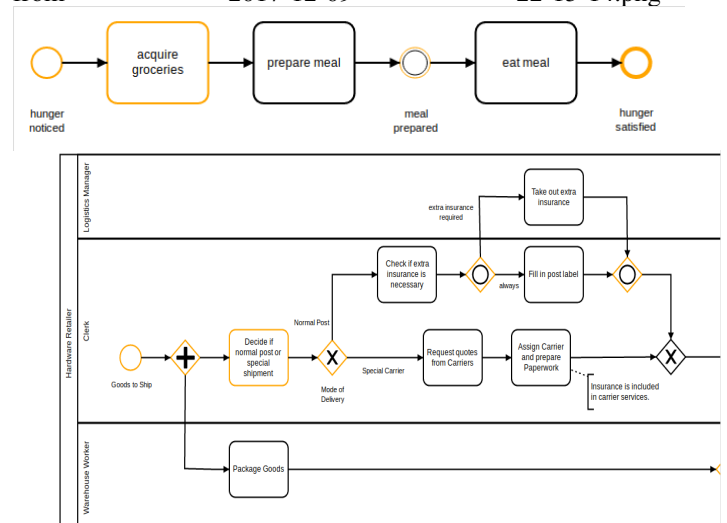 acquire
groceries
prepare meal
eat meal
hunger
noticed
meal
prepared
hunger
satisfied
Hardware Retailer
Logistics Manager
Take out extra
insurance
extra insurance
required
Clerk
Check if extra
insurance is
necessary
always
Fill in post label
Normal Post
Decide if
normal post or
special
shipment
Goods to Ship
Mode of
Delivery
Special Carrier
Request quotes
from Carriers
Assign Carrier
and prepare
Paperwork
Insurance is included
in carrier services.
Warehouse Worker
Package Goods